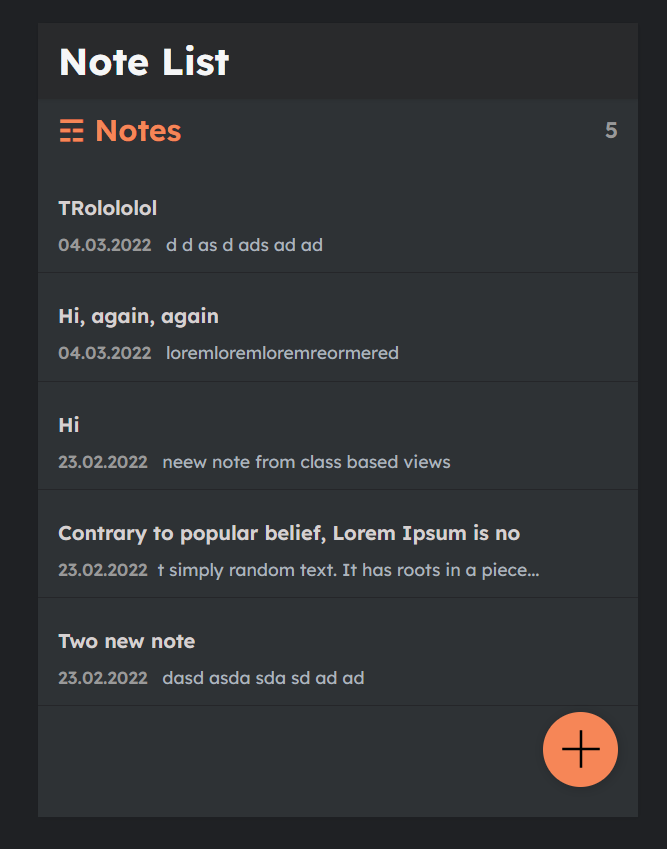 Note List
☶ Notes 5
TRolololol
04.03.2022 d d as d ads ad ad
Hi, again, again
04.03.2022 loremloremloremreormered
Hi
23.02.2022 neew note from class based views
Contrary to popular belief, Lorem Ipsum is no
23.02.2022 t simply random text. It has roots in a piece...
Two new note
23.02.2022 dasd asda sda sd ad ad